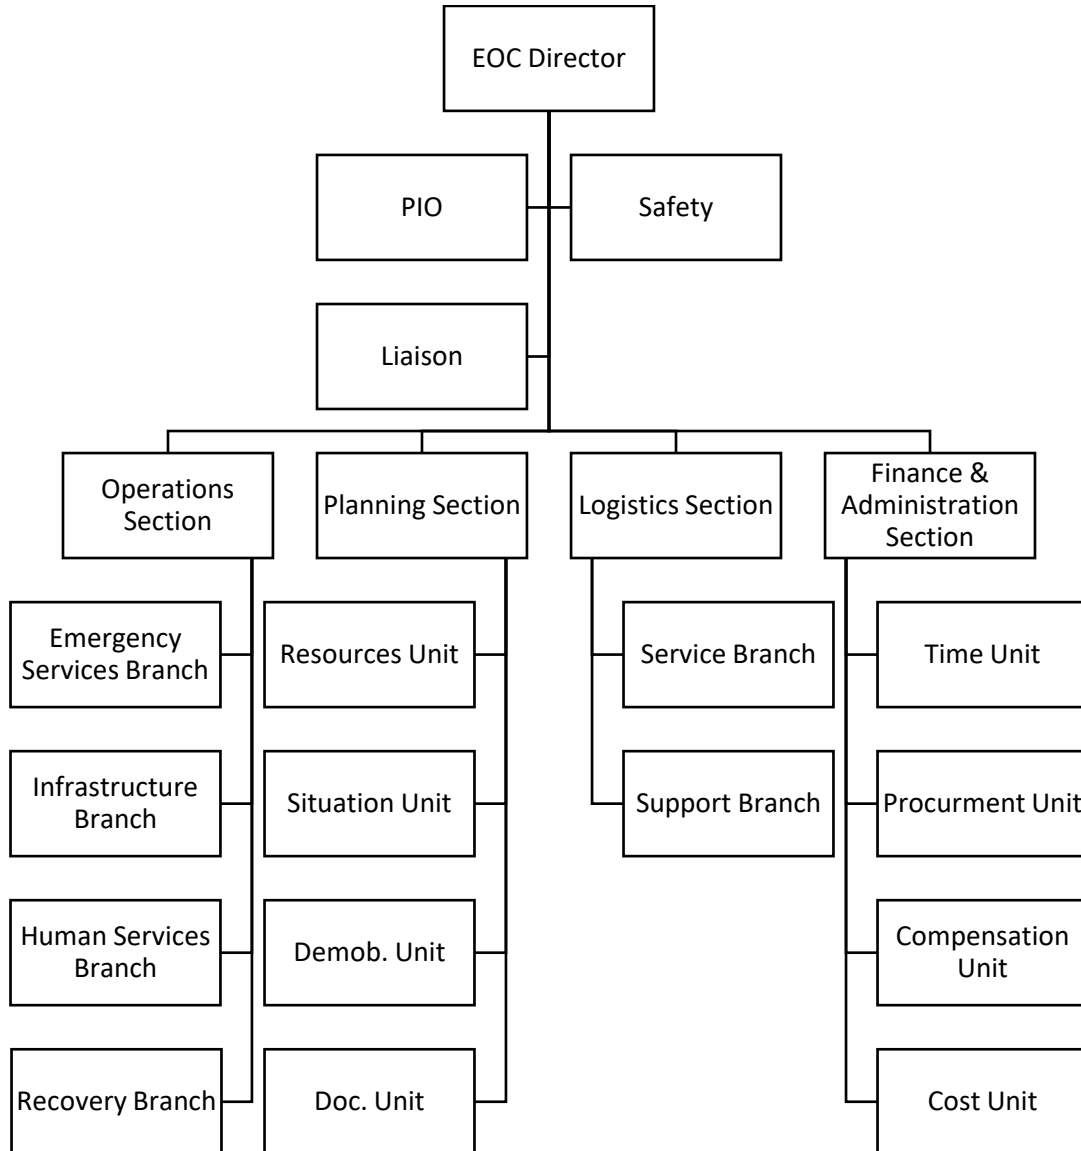 EOC Director
PIO
Safety
Liaison
Operations
Section
Planning Section
Logistics Section
Finance &
Administration
Section
Emergency
Services Branch
Resources Unit
Service Branch
Time Unit
Infrastructure
Branch
Situation Unit
Support Branch
Procurment Unit
Human Services
Branch
Demob. Unit
Compensation
Unit
Recovery Branch
Doc. Unit
Cost Unit